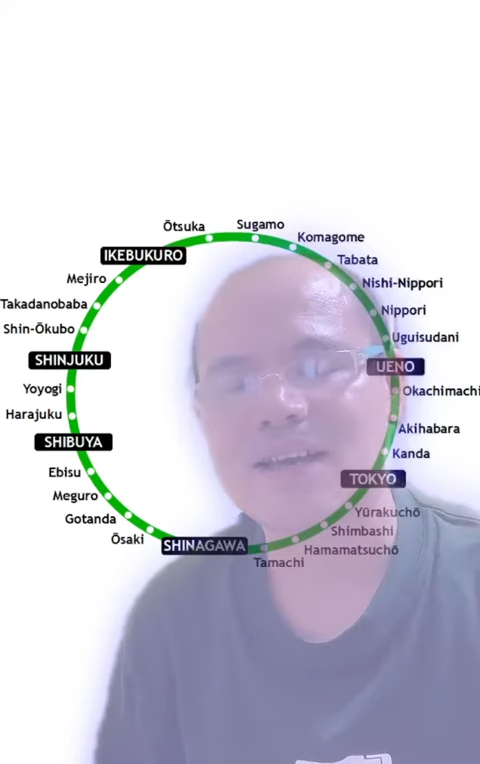 Ōtsuka
Sugamo
Komagome
Tabata
Nishi-Nippori
Nippori
Uguisudani
UENO
Okachimachi
Akihabara
Kanda
TOKYO
Yūrakuchō
Shimbashi
Hamamatsuchō
Tamachi
SHINAGAWA
Ōsaki
Gotanda
Meguro
Ebisu
SHIBUYA
Harajuku
Yoyogi
SHINJUKU
Shin-Ōkubo
Takadanobaba
Mejiro
IKEBUKURO